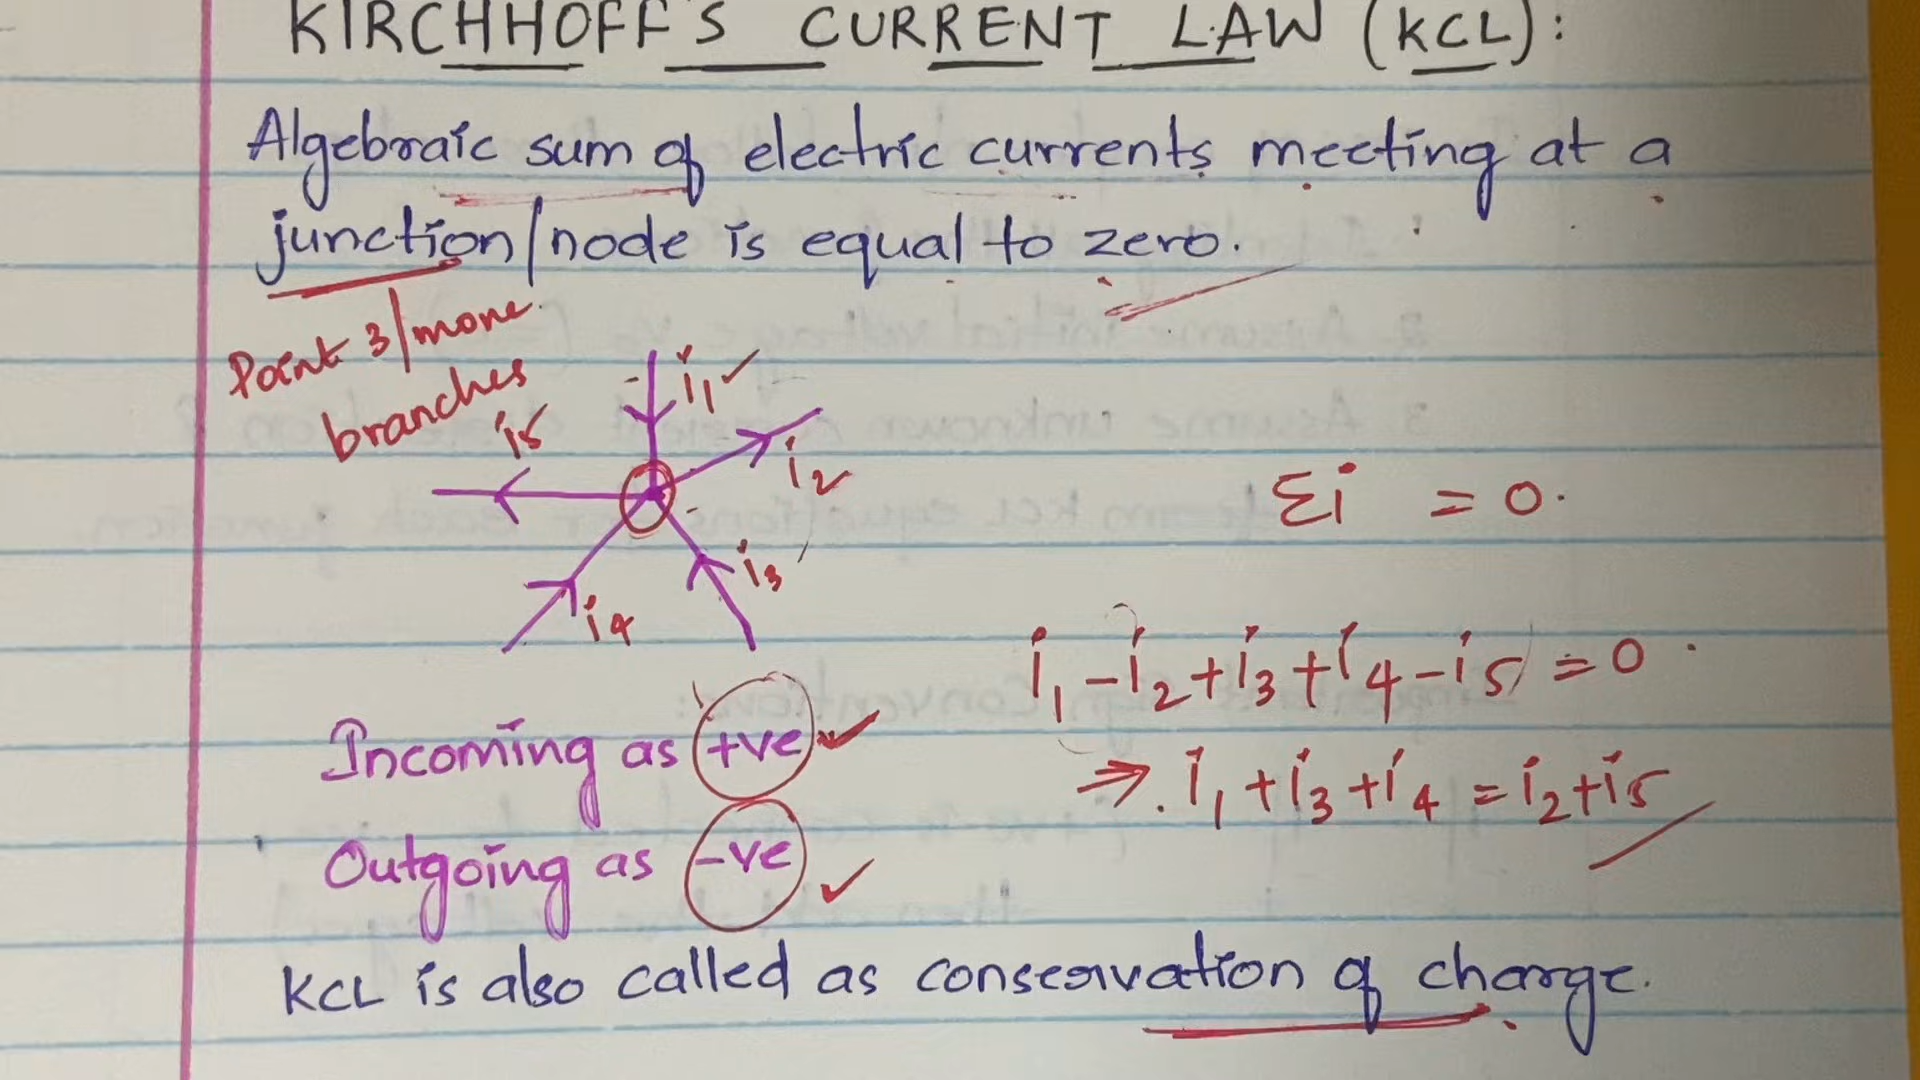 KIRCHHOFF'S CURRENT LAW (KCL):
Algebraic sum of electric currents meeting at a
junction/node is equal to zero.
Point 3/more
branches
i1
i2
i5
i3
i4
Σi = 0.
i1 - i2 + i3 + i4 - i5 = 0
⇒ i1 + i3 + i4 = i2 + i5
Incoming as +ve
Outgoing as -ve
KCL is also called as conservation of charge.